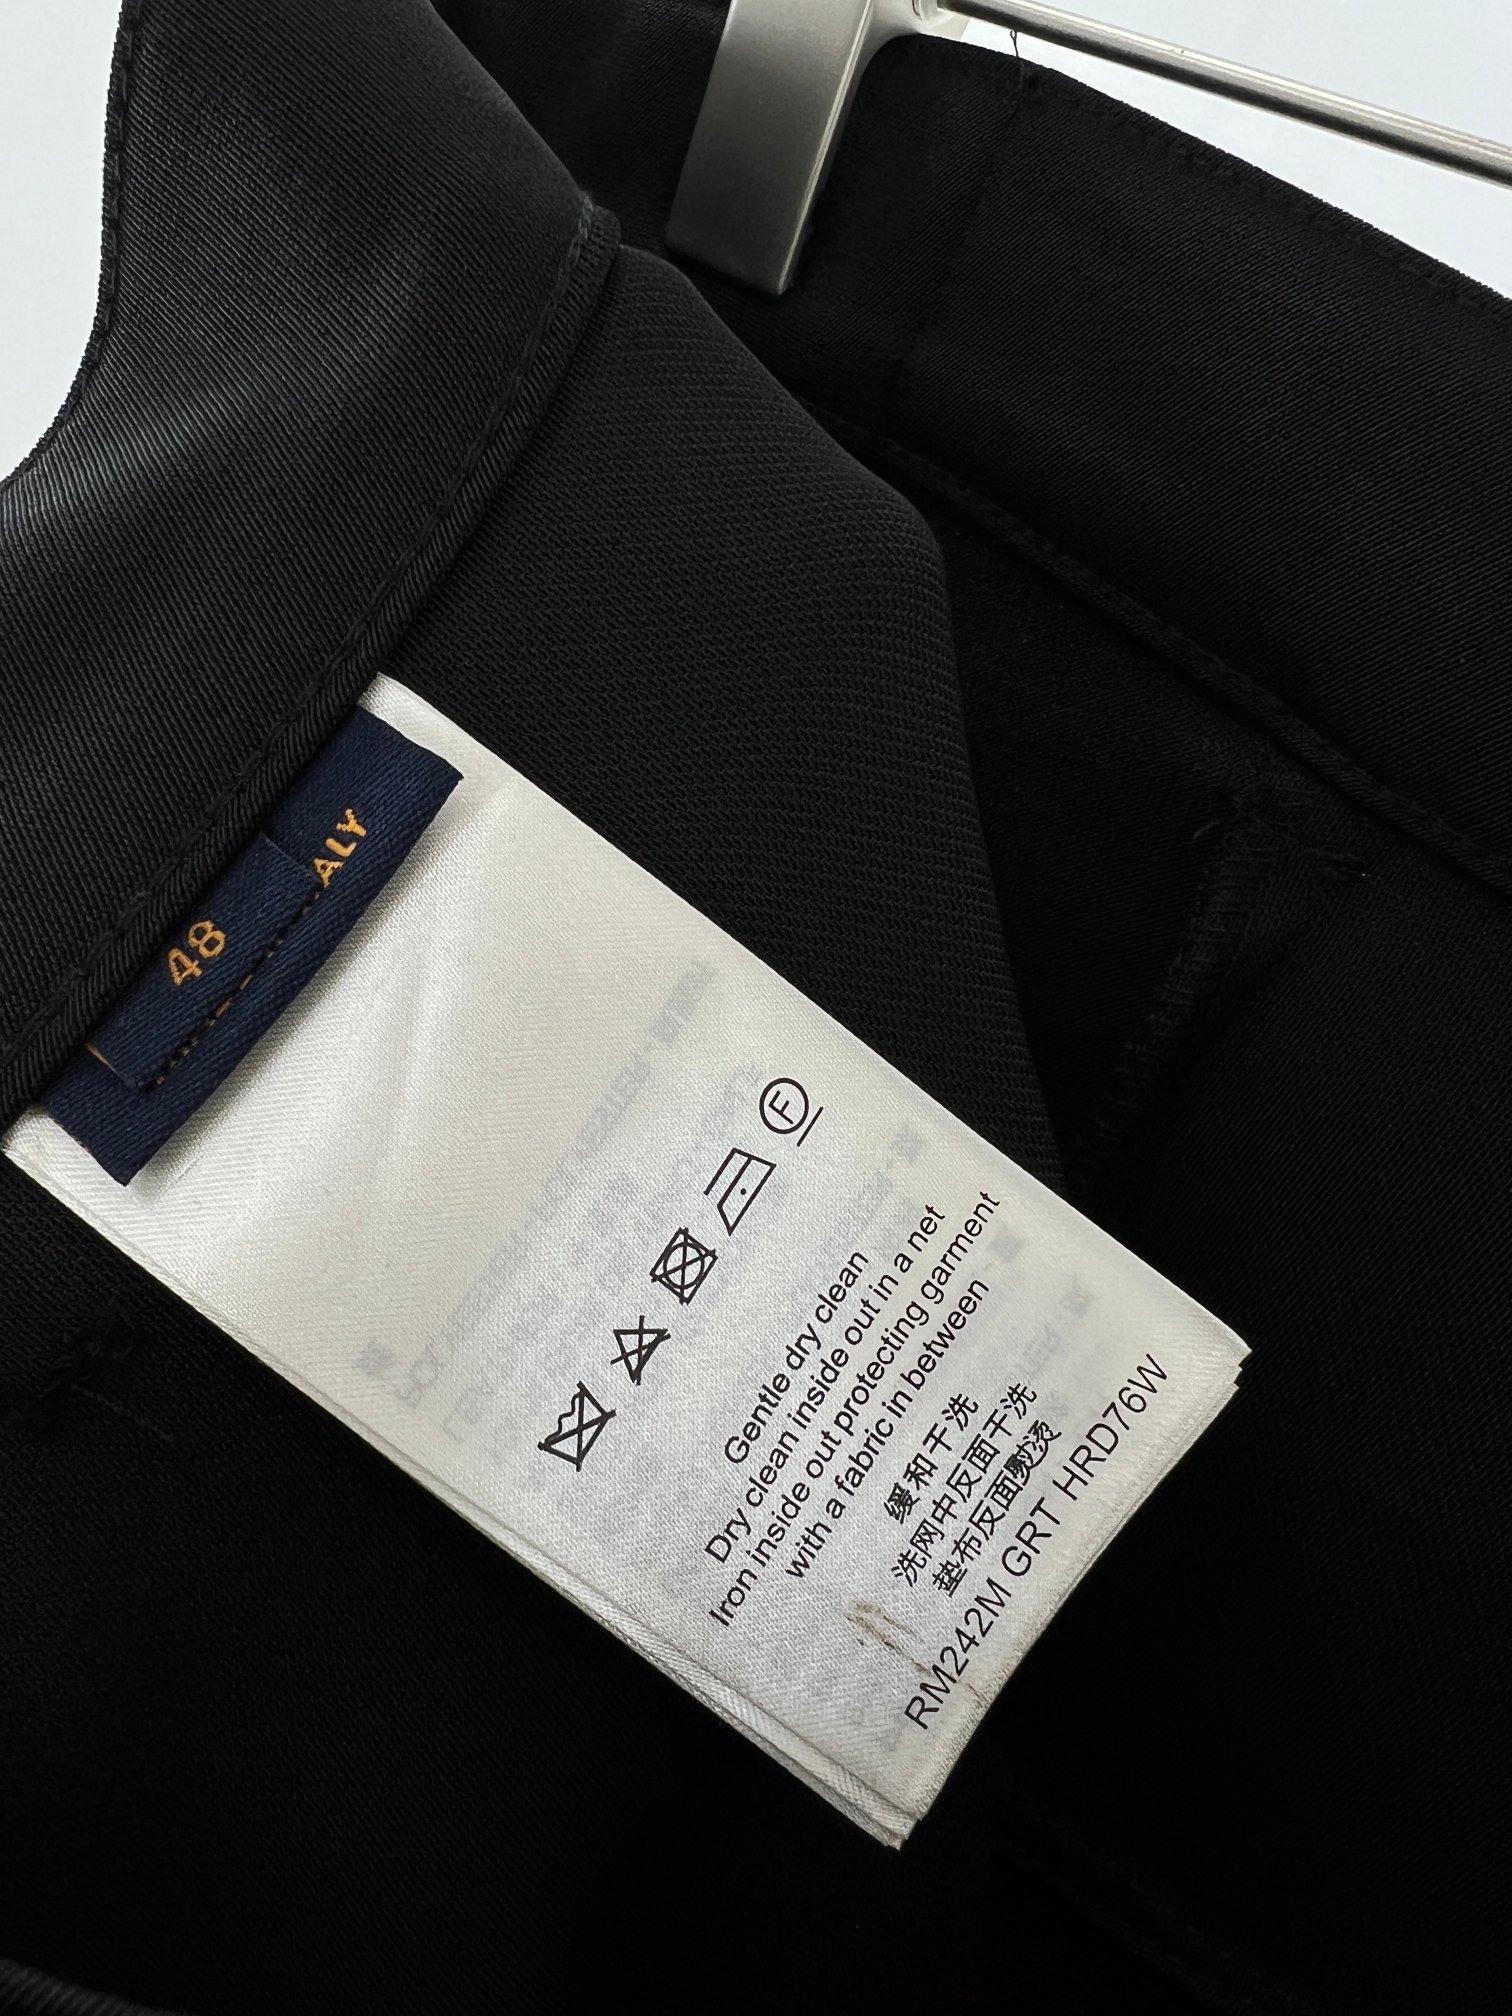 ALY
48
F
Gentle dry clean
Dry clean inside out in a net
Iron inside out protecting garment
with a fabric in between
缓和干洗
洗网中反面干洗
垫布反面熨烫
RM242M GRT HRD76W